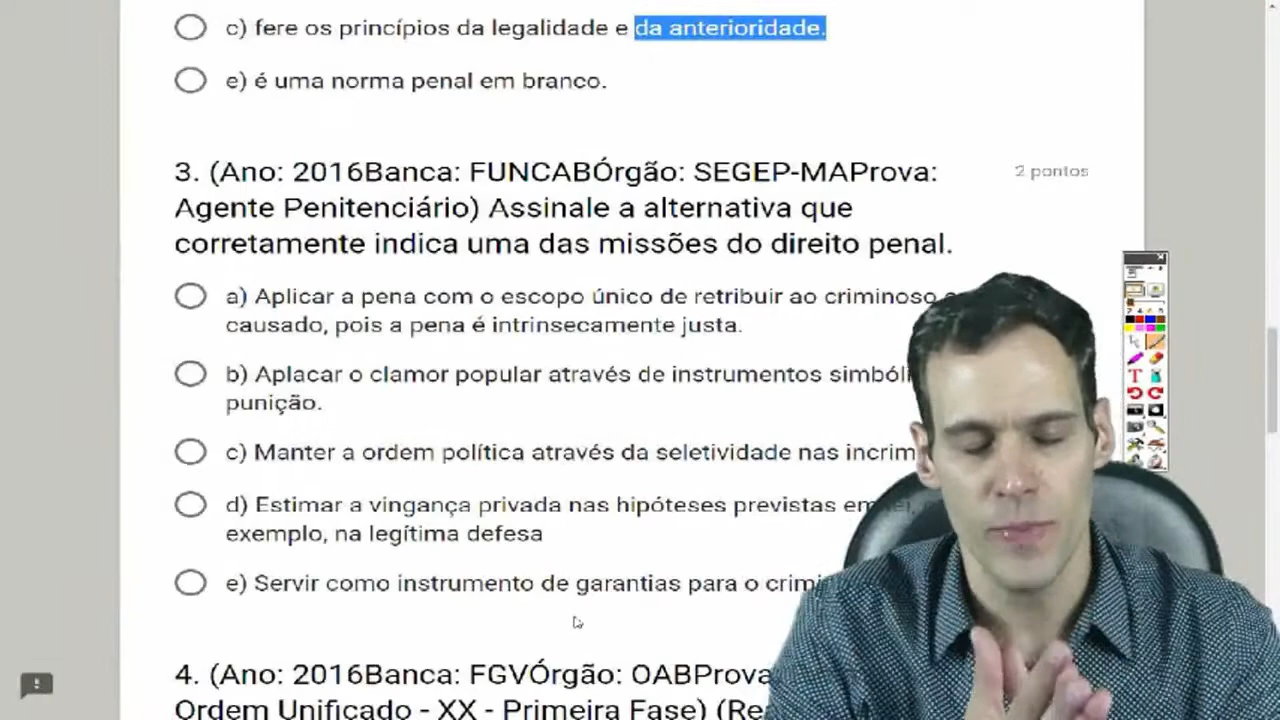 c) fere os princípios da legalidade e da anterioridade.
e) é uma norma penal em branco.
3. (Ano: 2016Banca: FUNCABÓrgão: SEGEP-MAProva:
2 pontos
Agente Penitenciário) Assinale a alternativa que
corretamente indica uma das missões do direito penal.
a) Aplicar a pena com o escopo único de retribuir ao criminoso
causado, pois a pena é intrinsecamente justa.
b) Aplacar o clamor popular através de instrumentos
punição.
c) Manter a ordem política através da seletividade nas
d) Estimar a vingança privada nas hipóteses previstas em
exemplo, na legítima defesa
e) Servir como instrumento de garantias para o
4. (Ano: 2016Banca: FGVÓrgão: OABProva
Ordem Unificado - XX - Primeira Fase)